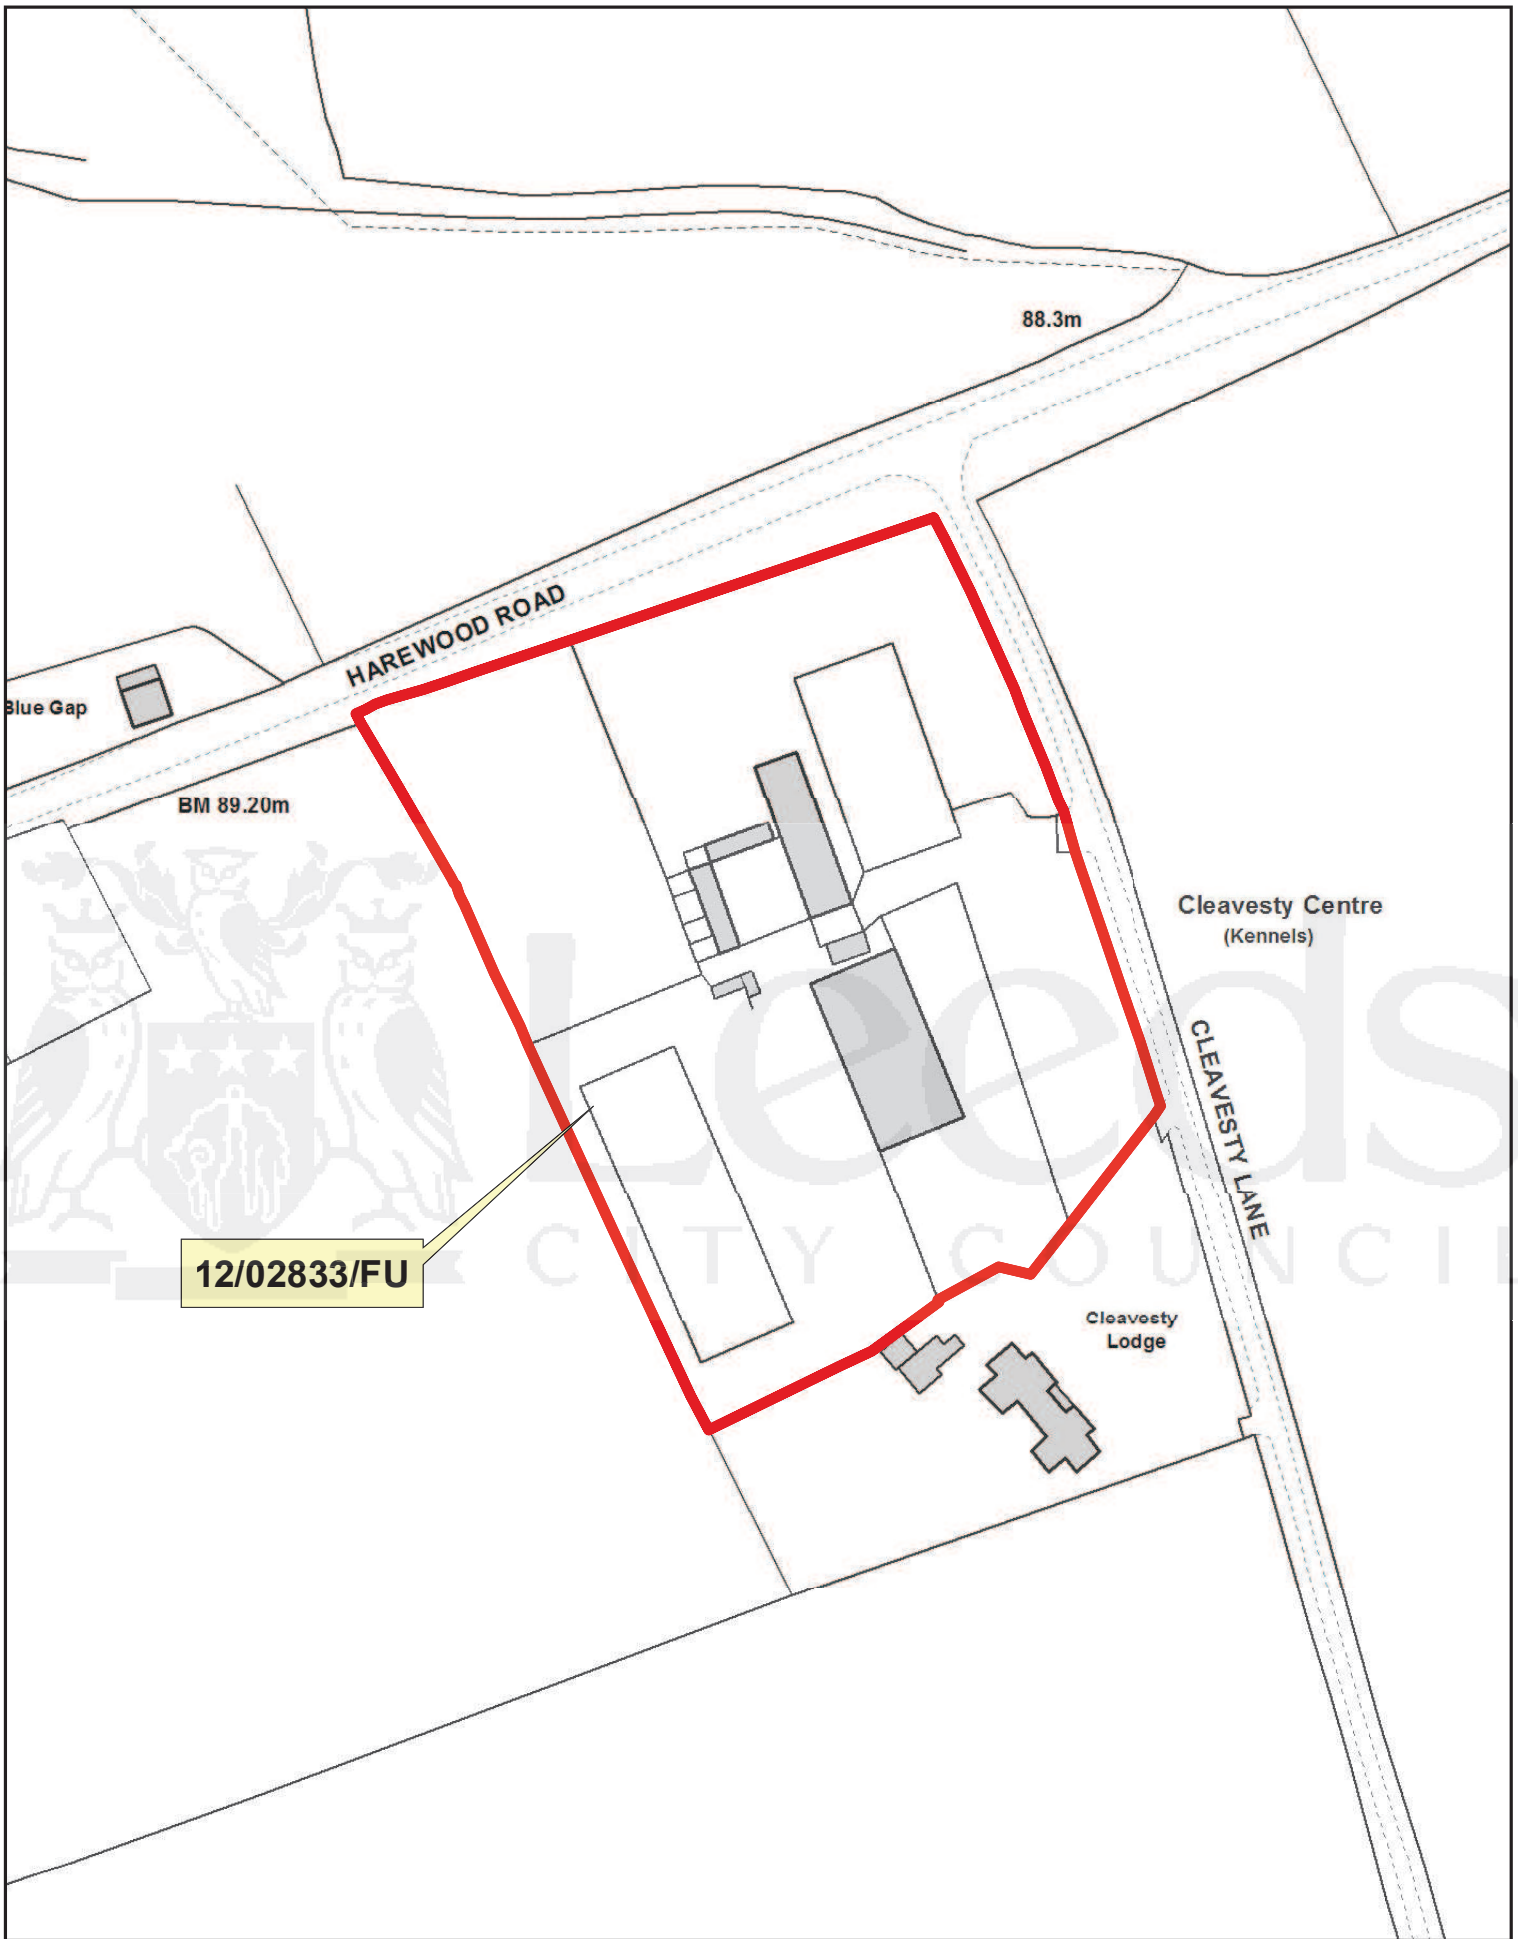 88.3m
HAREWOOD ROAD
Blue Gap
BM 89.20m
Cleavesty Centre
(Kennels)
CLEAVESTY LANE
12/02833/FU
Cleavesty
Lodge
Leeds
CITY COUNCIL